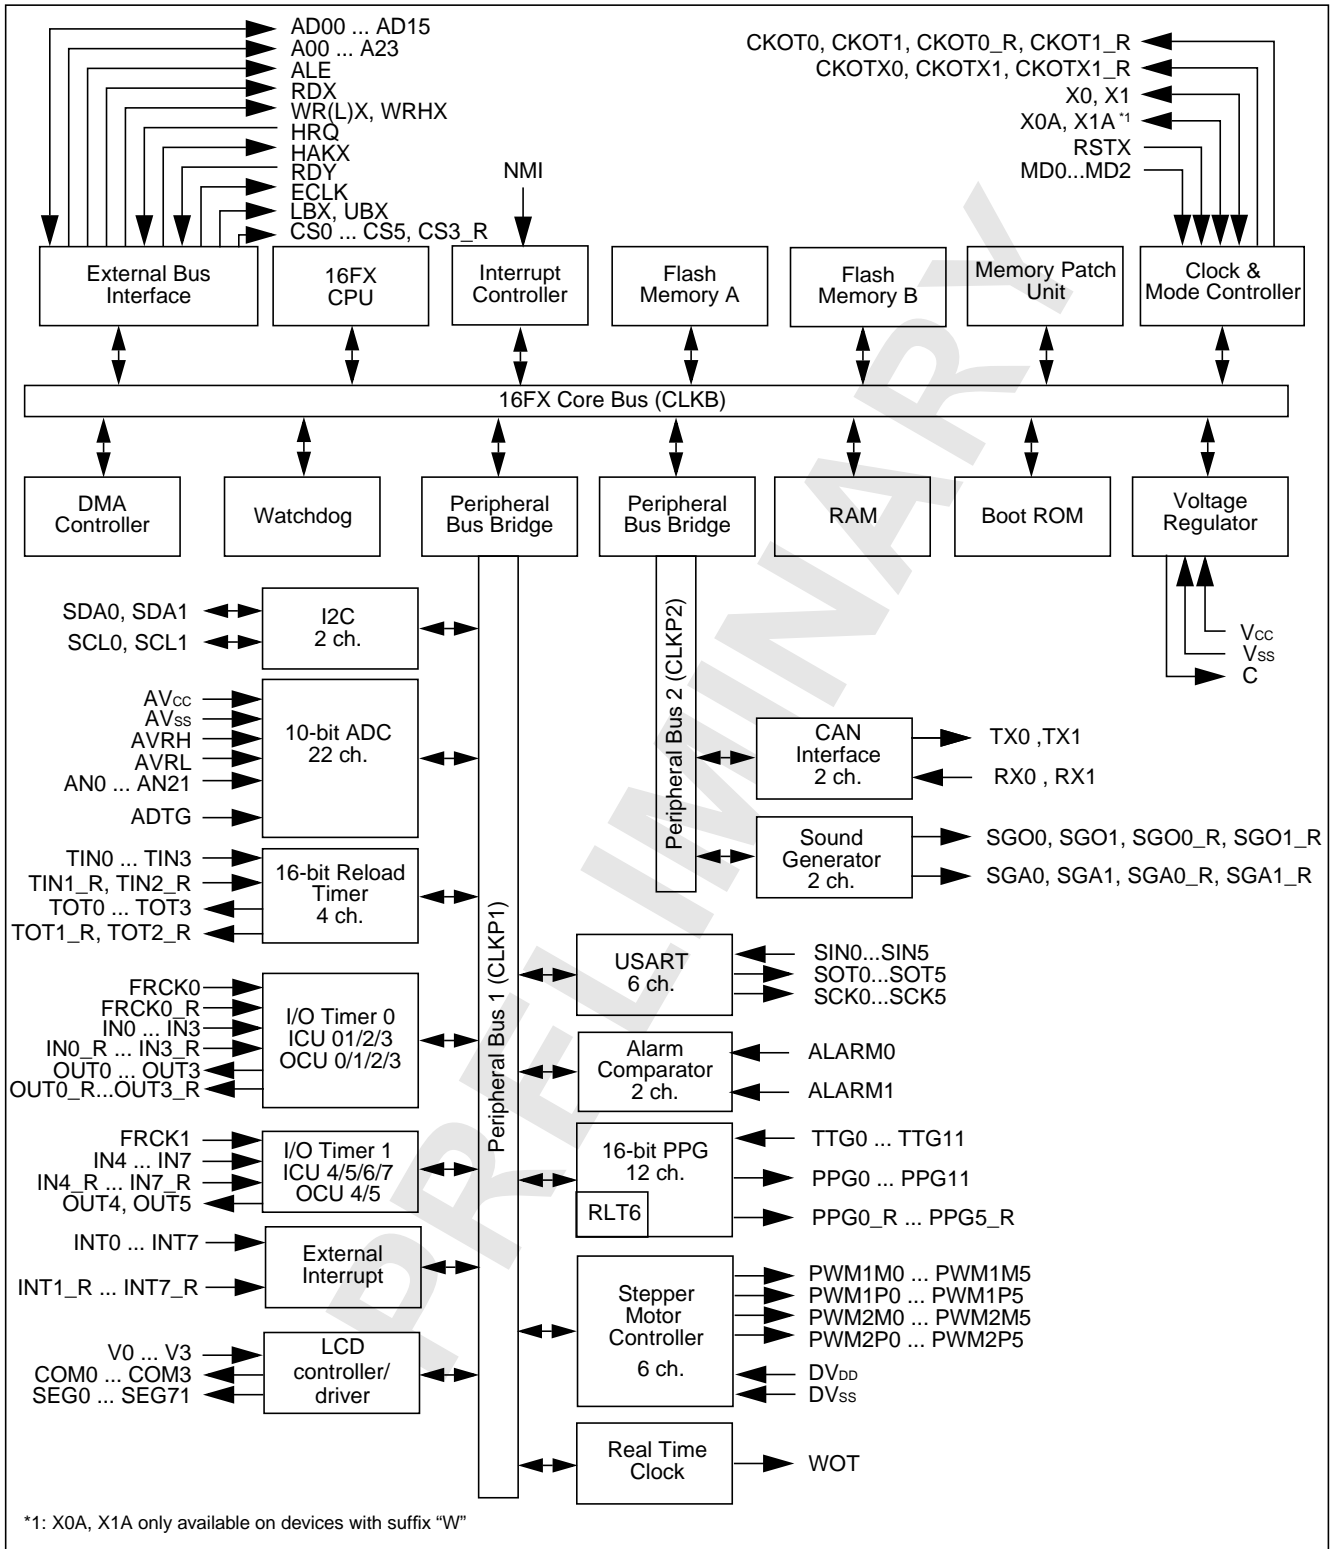 AD00 ... AD15
A00 ... A23
ALE
RDX
WR(L)X, WRHX
HRQ
HAKX
RDY
ECLK
LBX, UBX
CS0 ... CS5, CS3_R
NMI
CKOT0, CKOT1, CKOT0_R, CKOT1_R
CKOTX0, CKOTX1, CKOTX1_R
X0, X1
X0A, X1A *1
RSTX
MD0...MD2
External Bus
Interface
16FX
CPU
Interrupt
Controller
Flash
Memory A
Flash
Memory B
Memory Patch
Unit
Clock &
Mode Controller
16FX Core Bus (CLKB)
DMA
Controller
Watchdog
Peripheral
Bus Bridge
Peripheral
Bus Bridge
RAM
Boot ROM
Voltage
Regulator
VCC
VSS
C
Peripheral Bus 1 (CLKP1)
Peripheral Bus 2 (CLKP2)
SDA0, SDA1
SCL0, SCL1
I2C
2 ch.
AVCC
AVSS
AVRH
AVRL
AN0 ... AN21
ADTG
10-bit ADC
22 ch.
TIN0 ... TIN3
TIN1_R, TIN2_R
TOT0 ... TOT3
TOT1_R, TOT2_R
16-bit Reload
Timer
4 ch.
FRCK0
FRCK0_R
IN0 ... IN3
IN0_R ... IN3_R
OUT0 ... OUT3
OUT0_R...OUT3_R
I/O Timer 0
ICU 01/2/3
OCU 0/1/2/3
FRCK1
IN4 ... IN7
IN4_R ... IN7_R
OUT4, OUT5
I/O Timer 1
ICU 4/5/6/7
OCU 4/5
INT0 ... INT7
INT1_R ... INT7_R
External
Interrupt
V0 ... V3
COM0 ... COM3
SEG0 ... SEG71
LCD
controller/
driver
CAN
Interface
2 ch.
TX0 ,TX1
RX0 , RX1
Sound
Generator
2 ch.
SGO0, SGO1, SGO0_R, SGO1_R
SGA0, SGA1, SGA0_R, SGA1_R
USART
6 ch.
SIN0...SIN5
SOT0...SOT5
SCK0...SCK5
Alarm
Comparator
2 ch.
ALARM0
ALARM1
16-bit PPG
12 ch.
RLT6
TTG0 ... TTG11
PPG0 ... PPG11
PPG0_R ... PPG5_R
Stepper
Motor
Controller
6 ch.
PWM1M0 ... PWM1M5
PWM1P0 ... PWM1P5
PWM2M0 ... PWM2M5
PWM2P0 ... PWM2P5
DVDD
DVSS
Real Time
Clock
WOT
*1: X0A, X1A only available on devices with suffix “W”
PRELIMINARY